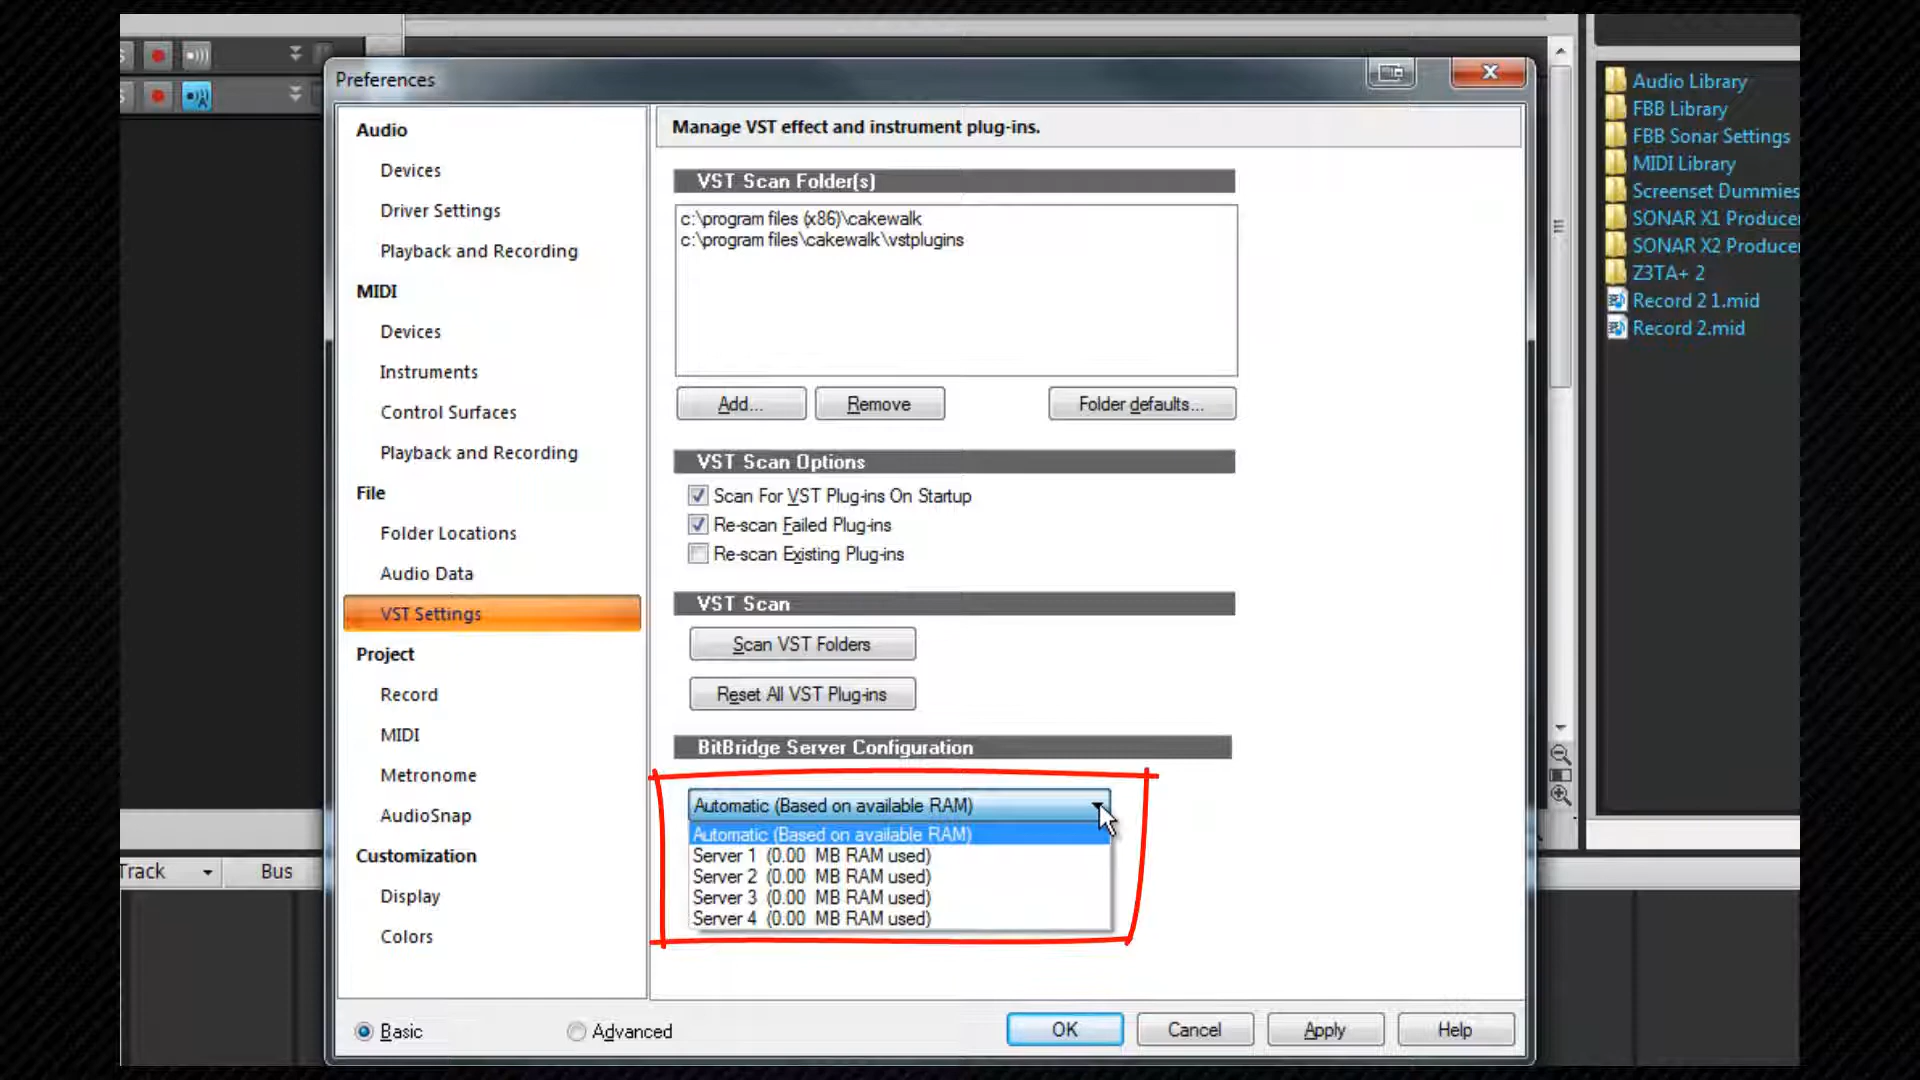 Preferences
Audio
Devices
Driver Settings
Playback and Recording
MIDI
Devices
Instruments
Control Surfaces
Playback and Recording
File
Folder Locations
Audio Data
VST Settings
Project
Record
MIDI
Metronome
AudioSnap
Customization
Display
Colors
Basic
Advanced
Manage VST effect and instrument plug-ins.
VST Scan Folder(s)
c:\program files (x86)\cakewalk
c:\program files\cakewalk\vstplugins
Add...
Remove
Folder defaults...
VST Scan Options
Scan For VST Plug-ins On Startup
Re-scan Failed Plug-ins
Re-scan Existing Plug-ins
VST Scan
Scan VST Folders
Reset All VST Plug-ins
BitBridge Server Configuration
Automatic (Based on available RAM)
Automatic (Based on available RAM)
Server 1 (0.00 MB RAM used)
Server 2 (0.00 MB RAM used)
Server 3 (0.00 MB RAM used)
Server 4 (0.00 MB RAM used)
OK
Cancel
Apply
Help
Track
Bus
Audio Library
FBB Library
FBB Sonar Settings
MIDI Library
Screenset Dummies
SONAR X1 Producer
SONAR X2 Producer
Z3TA+ 2
Record 2 1.mid
Record 2.mid